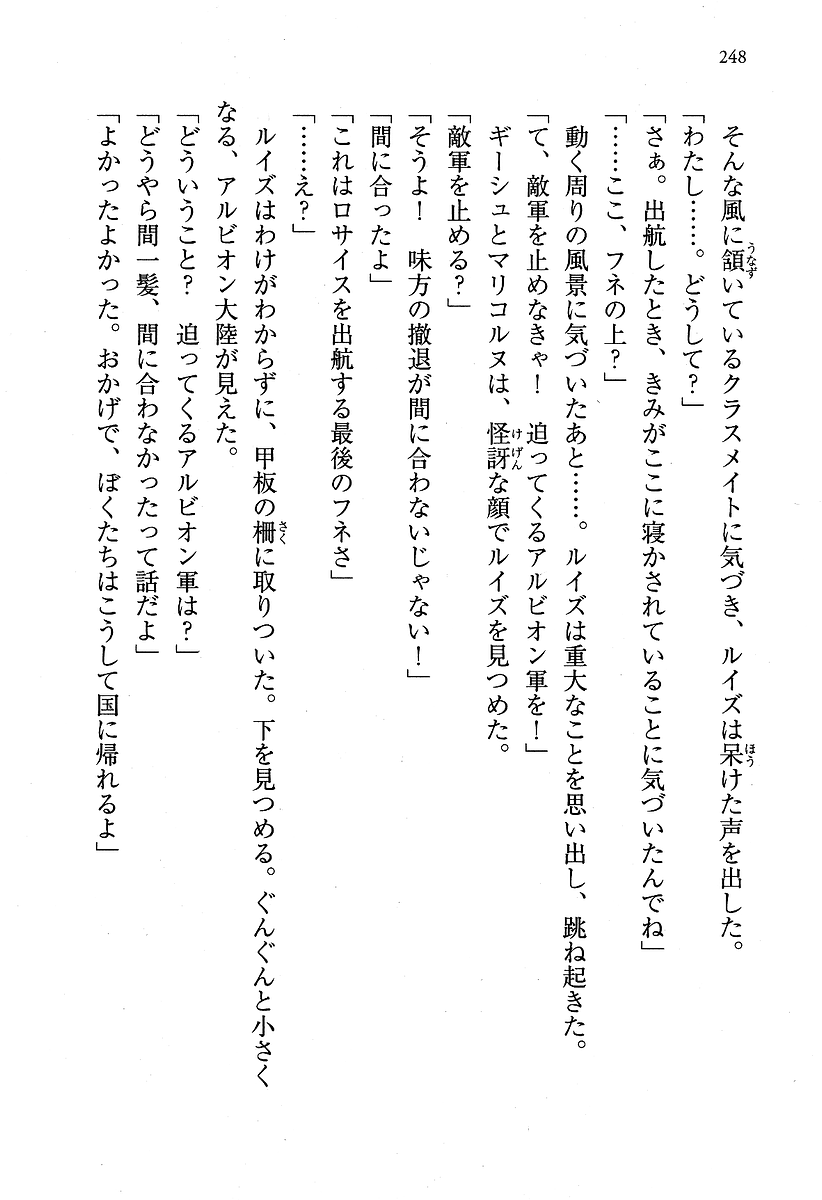 248
そんな風に頷いているクラスメイトに気づき、ルイズは呆けた声を出した。
「わたし……。どうして？」
「さぁ。出航したとき、きみがここに寝かされていることに気づいたんでね」
「……ここ、フネの上？」
動く周りの風景に気づいたあと……。ルイズは重大なことを思い出し、跳ね起きた。
「て、敵軍を止めなきゃ！　迫ってくるアルビオン軍を！」
ギーシュとマリコルヌは、怪訝な顔でルイズを見つめた。
「敵軍を止める？」
「そうよ！　味方の撤退が間に合わないじゃない！」
「間に合ったよ」
「これはロサイスを出航する最後のフネさ」
「……え？」
ルイズはわけがわからずに、甲板の柵に取りついた。下を見つめる。ぐんぐんと小さく
なる、アルビオン大陸が見えた。
「どういうこと？　迫ってくるアルビオン軍は？」
「どうやら間一髪、間に合わなかったって話だよ」
「よかったよかった。おかげで、ぼくたちはこうして国に帰れるよ」